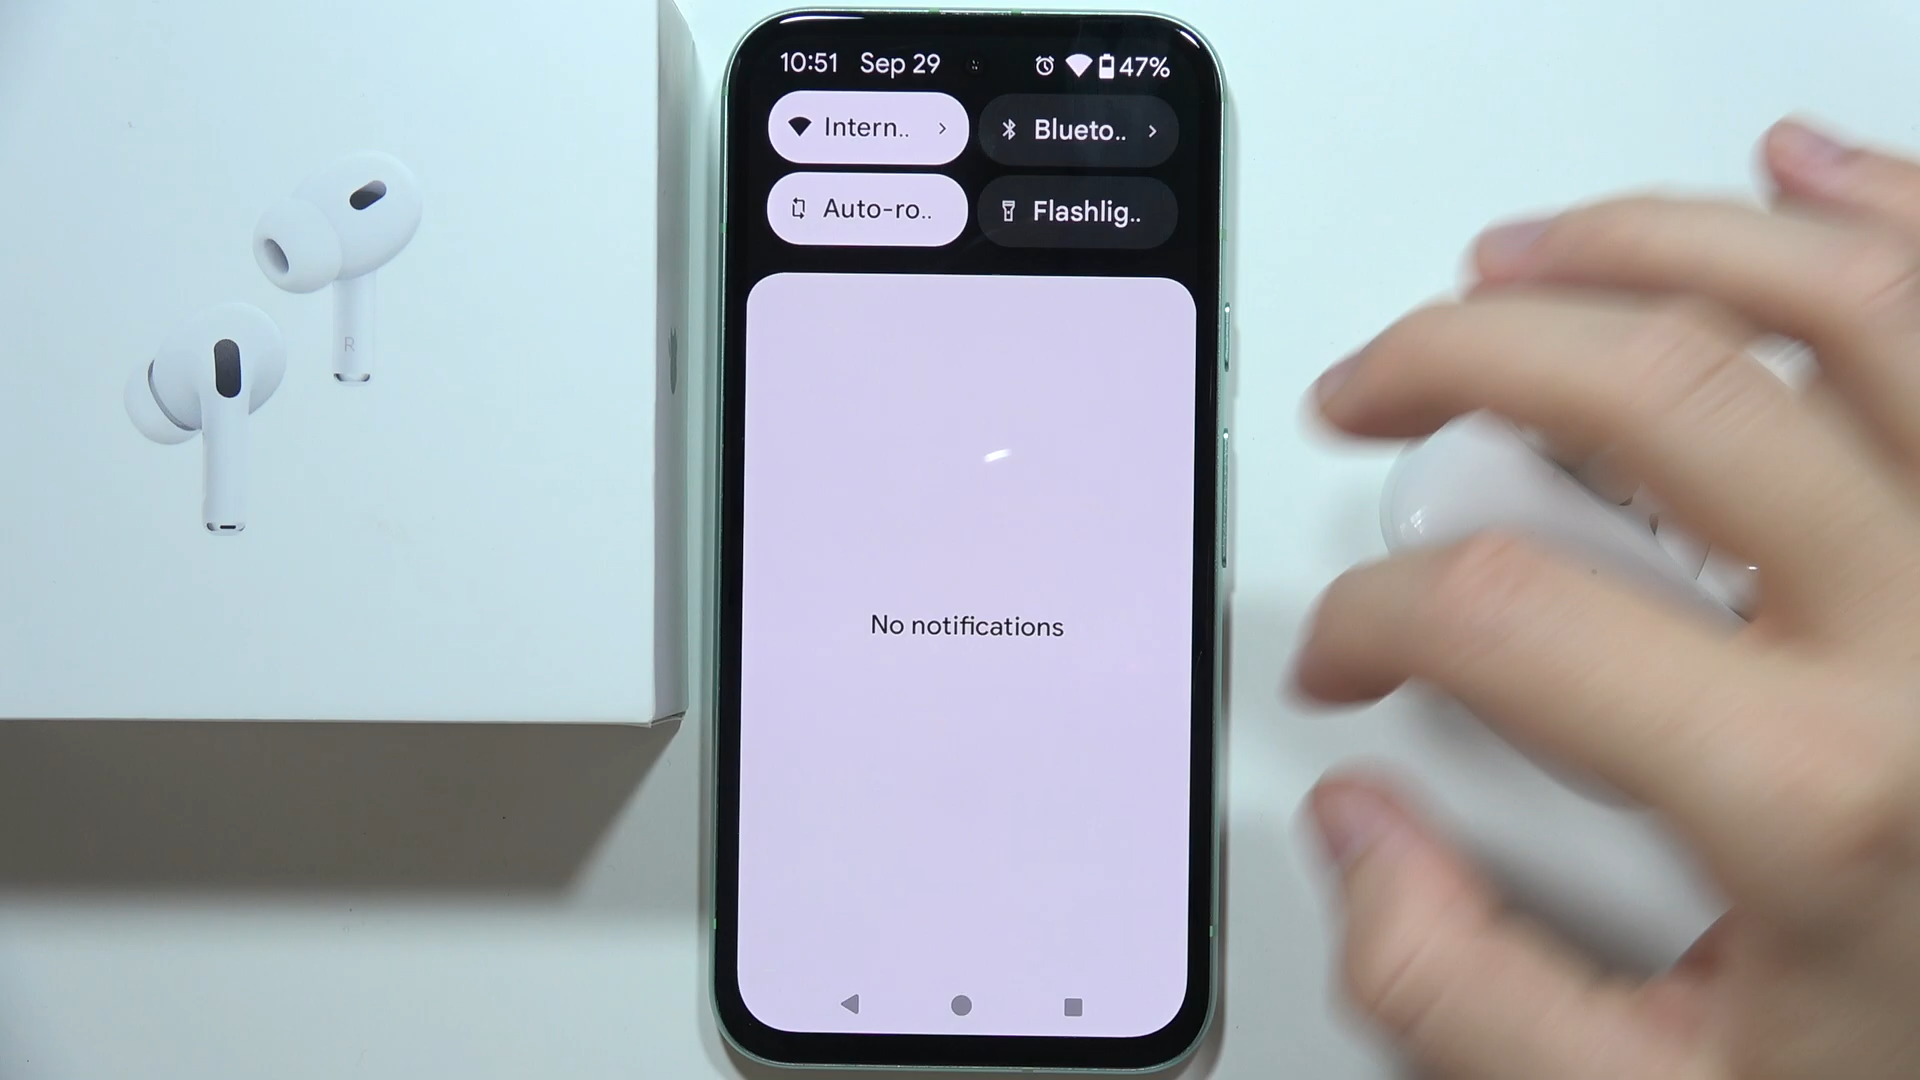 10:51 Sep 29 47%
Intern.. Blueto..
Auto-ro.. Flashlig..
R
No notifications